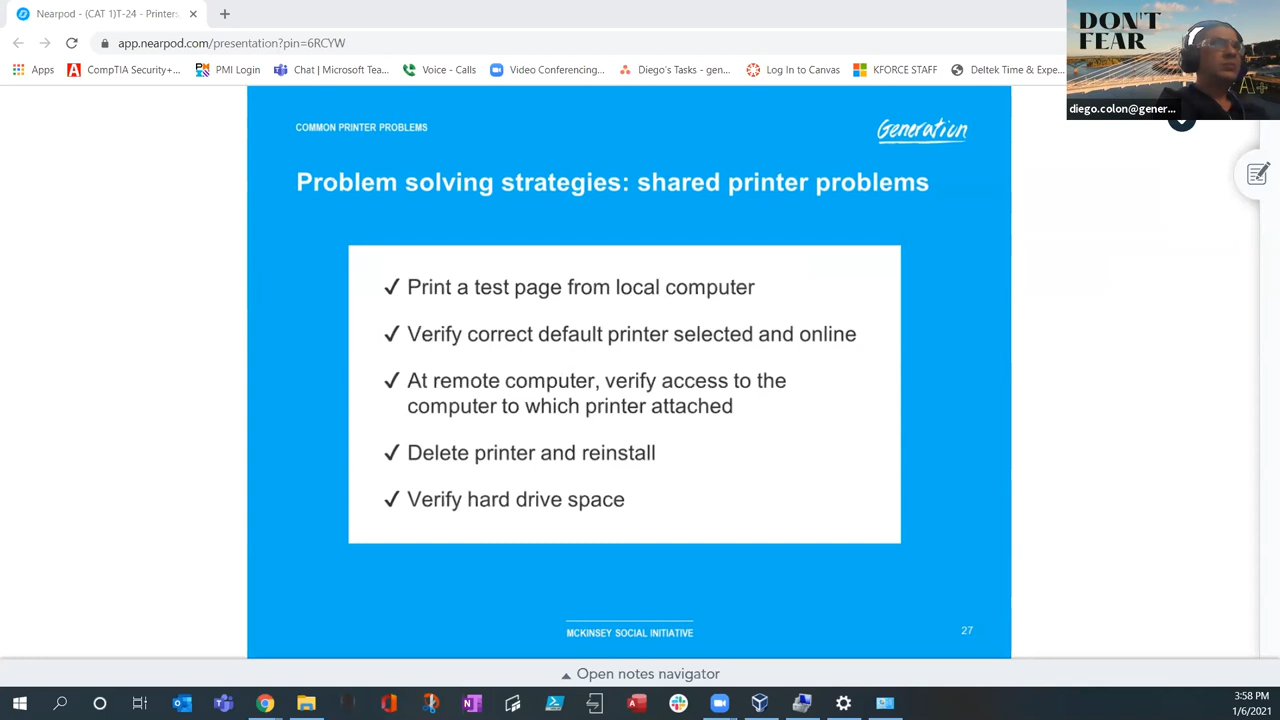 Nearpod - (CAT 1)T-24 - Printers
app.nearpod.com/presentation?pin=6RCYW
Apps
CompTIA Security+...
PMI Login
Chat | Microsoft Tea...
Voice - Calls
Video Conferencing...
Diego's Tasks - gen...
Log In to Canvas
KFORCE STAFF
Deltek Time & Expe...
DON'T
FEAR
A+
diego.colon@gener...
COMMON PRINTER PROBLEMS
Generation
Problem solving strategies: shared printer problems
✓ Print a test page from local computer
✓ Verify correct default printer selected and online
✓ At remote computer, verify access to the
computer to which printer attached
✓ Delete printer and reinstall
✓ Verify hard drive space
MCKINSEY SOCIAL INITIATIVE
27
Open notes navigator
3:58 PM
1/6/2021